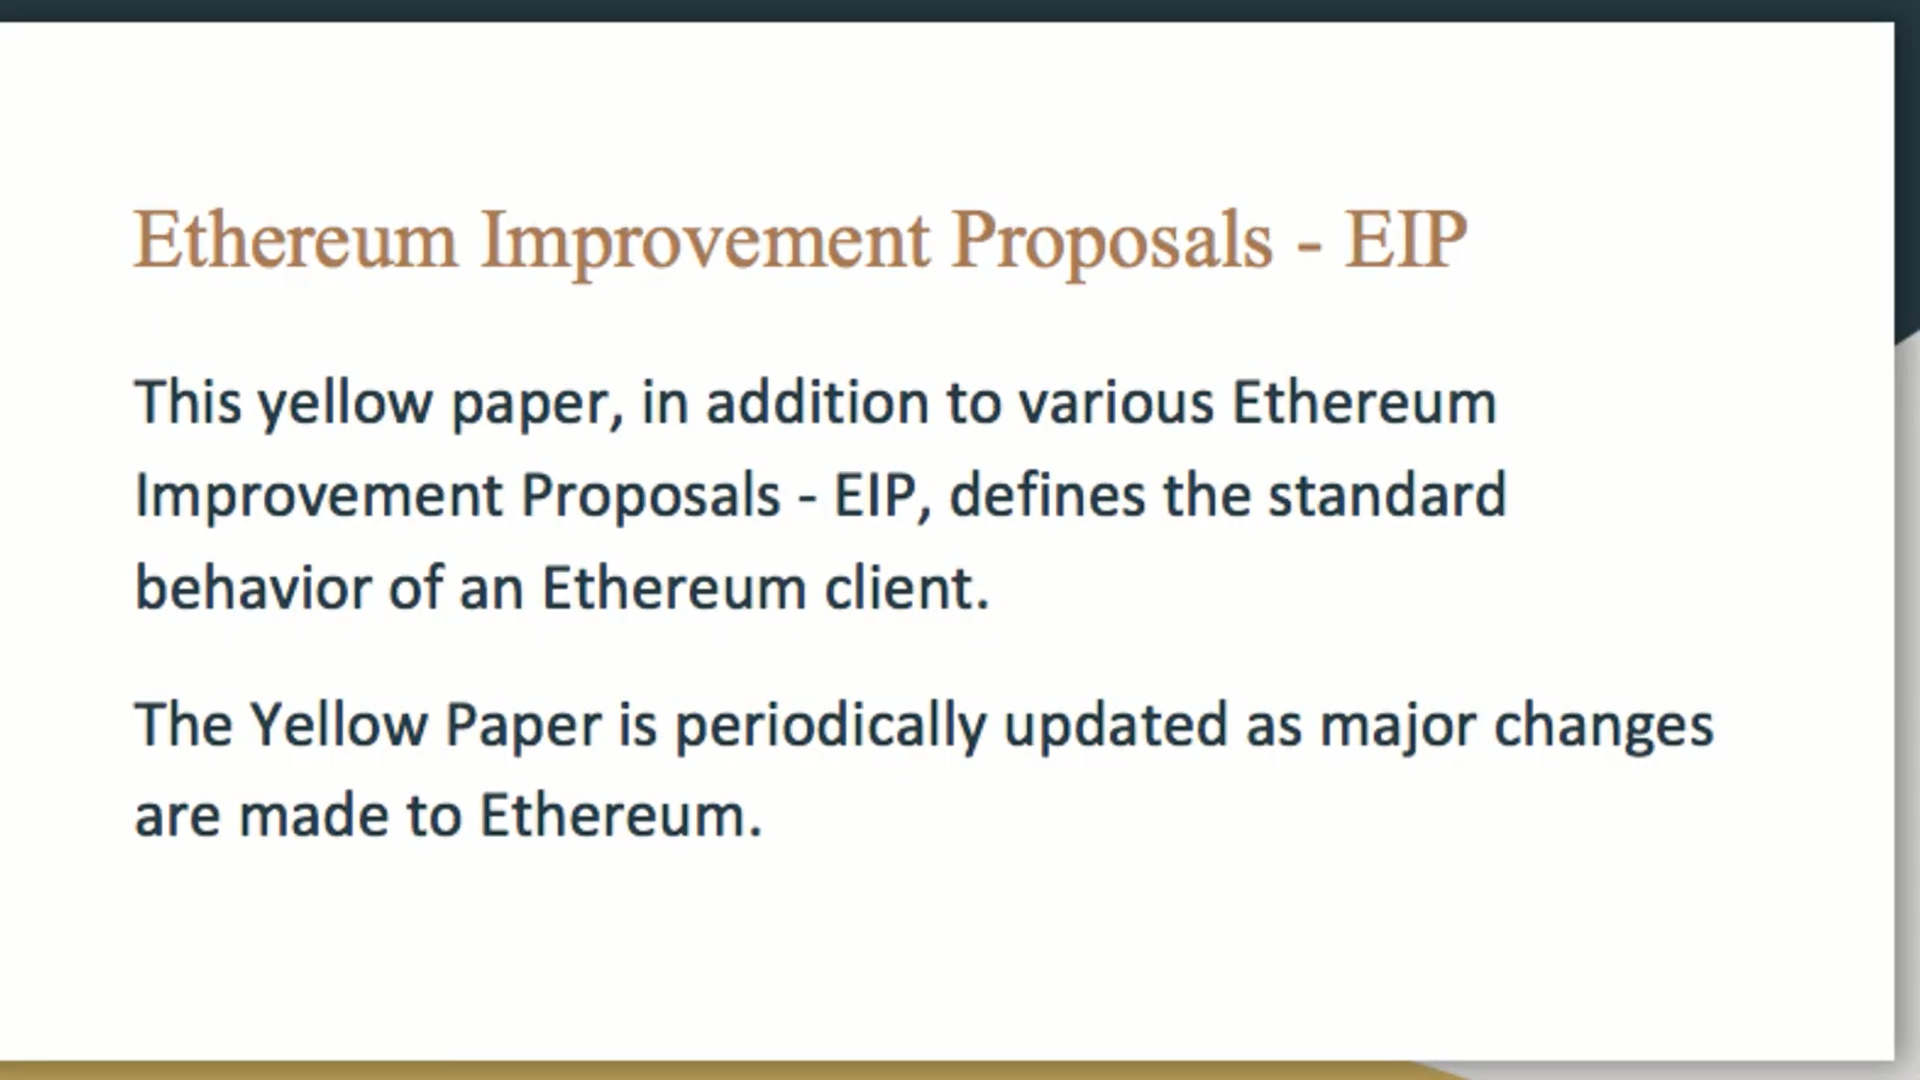 Ethereum Improvement Proposals - EIP
This yellow paper, in addition to various Ethereum
Improvement Proposals - EIP, defines the standard
behavior of an Ethereum client.
The Yellow Paper is periodically updated as major changes
are made to Ethereum.